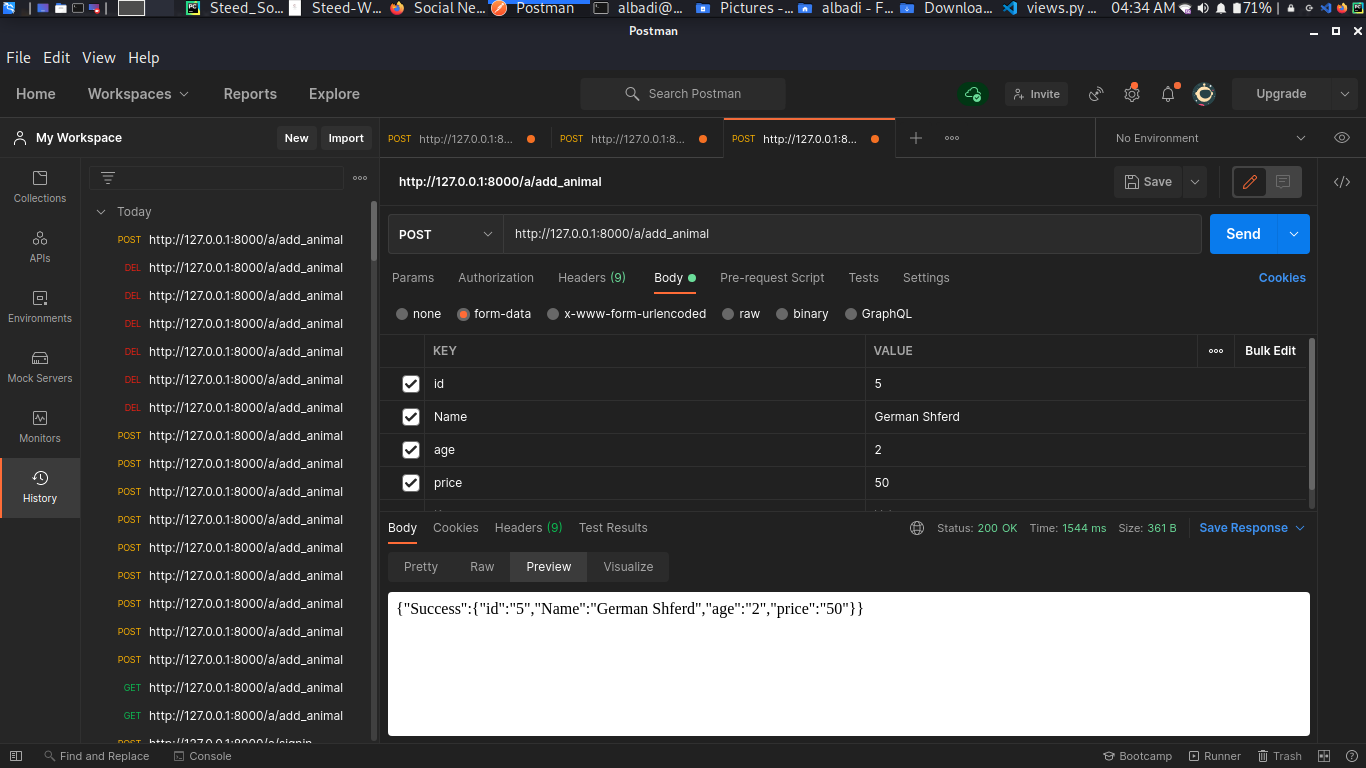 Steed_So... Steed-W... Social Ne... Postman albadi@... Pictures -... albadi - F... Downloa... views.py ... 04:34 AM 71%
Postman
File Edit View Help
Home Workspaces Reports Explore Search Postman Invite Upgrade
My Workspace New Import POST http://127.0.0.1:8... POST http://127.0.0.1:8... POST http://127.0.0.1:8... No Environment
Collections
APIs
Environments
Mock Servers
Monitors
History
Today
POST http://127.0.0.1:8000/a/add_animal
DEL http://127.0.0.1:8000/a/add_animal
DEL http://127.0.0.1:8000/a/add_animal
DEL http://127.0.0.1:8000/a/add_animal
DEL http://127.0.0.1:8000/a/add_animal
DEL http://127.0.0.1:8000/a/add_animal
DEL http://127.0.0.1:8000/a/add_animal
POST http://127.0.0.1:8000/a/add_animal
POST http://127.0.0.1:8000/a/add_animal
POST http://127.0.0.1:8000/a/add_animal
POST http://127.0.0.1:8000/a/add_animal
POST http://127.0.0.1:8000/a/add_animal
POST http://127.0.0.1:8000/a/add_animal
POST http://127.0.0.1:8000/a/add_animal
POST http://127.0.0.1:8000/a/add_animal
POST http://127.0.0.1:8000/a/add_animal
GET http://127.0.0.1:8000/a/add_animal
GET http://127.0.0.1:8000/a/add_animal
POST http://127.0.0.1:8000/a/signin
http://127.0.0.1:8000/a/add_animal Save
POST http://127.0.0.1:8000/a/add_animal Send
Params Authorization Headers (9) Body Pre-request Script Tests Settings Cookies
none form-data x-www-form-urlencoded raw binary GraphQL
KEY VALUE Bulk Edit
id 5
Name German Shferd
age 2
price 50
Body Cookies Headers (9) Test Results Status: 200 OK Time: 1544 ms Size: 361 B Save Response
Pretty Raw Preview Visualize
{"Success":{"id":"5","Name":"German Shferd","age":"2","price":"50"}}
Find and Replace Console Bootcamp Runner Trash